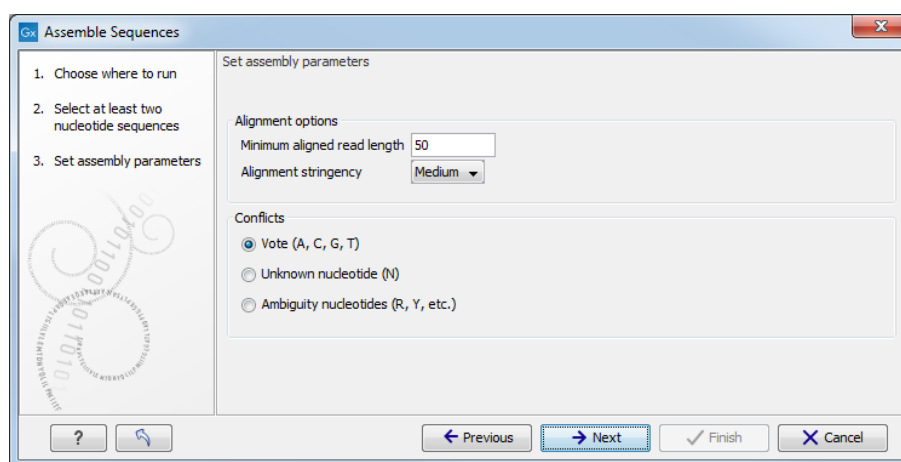 Gx Assemble Sequences
1. Choose where to run
2. Select at least two
nucleotide sequences
3. Set assembly parameters
Set assembly parameters
Alignment options
Minimum aligned read length 50
Alignment stringency Medium
Conflicts
Vote (A, C, G, T)
Unknown nucleotide (N)
Ambiguity nucleotides (R, Y, etc.)
? Previous Next Finish Cancel